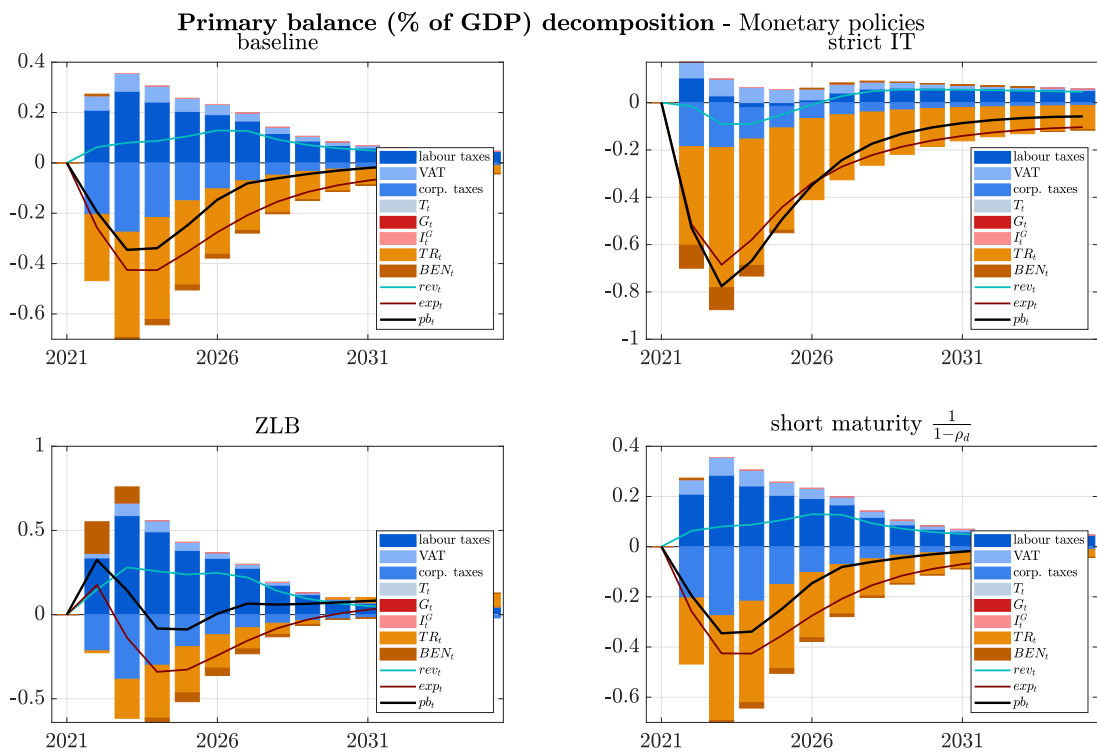 Primary balance (% of GDP) decomposition - Monetary policies
baseline
0.4
0.2
0
-0.2
-0.4
-0.6
2021
2026
2031
labour taxes
VAT
corp. taxes
T_t
G_t
I_t^G
TR_t
BEN_t
rev_t
exp_t
pb_t
strict IT
0
-0.2
-0.4
-0.6
-0.8
-1
2021
2026
2031
labour taxes
VAT
corp. taxes
T_t
G_t
I_t^G
TR_t
BEN_t
rev_t
exp_t
pb_t
ZLB
1
0.5
0
-0.5
2021
2026
2031
labour taxes
VAT
corp. taxes
T_t
G_t
I_t^G
TR_t
BEN_t
rev_t
exp_t
pb_t
short maturity 1/(1−ρ_d)
0.4
0.2
0
-0.2
-0.4
-0.6
2021
2026
2031
labour taxes
VAT
corp. taxes
T_t
G_t
I_t^G
TR_t
BEN_t
rev_t
exp_t
pb_t